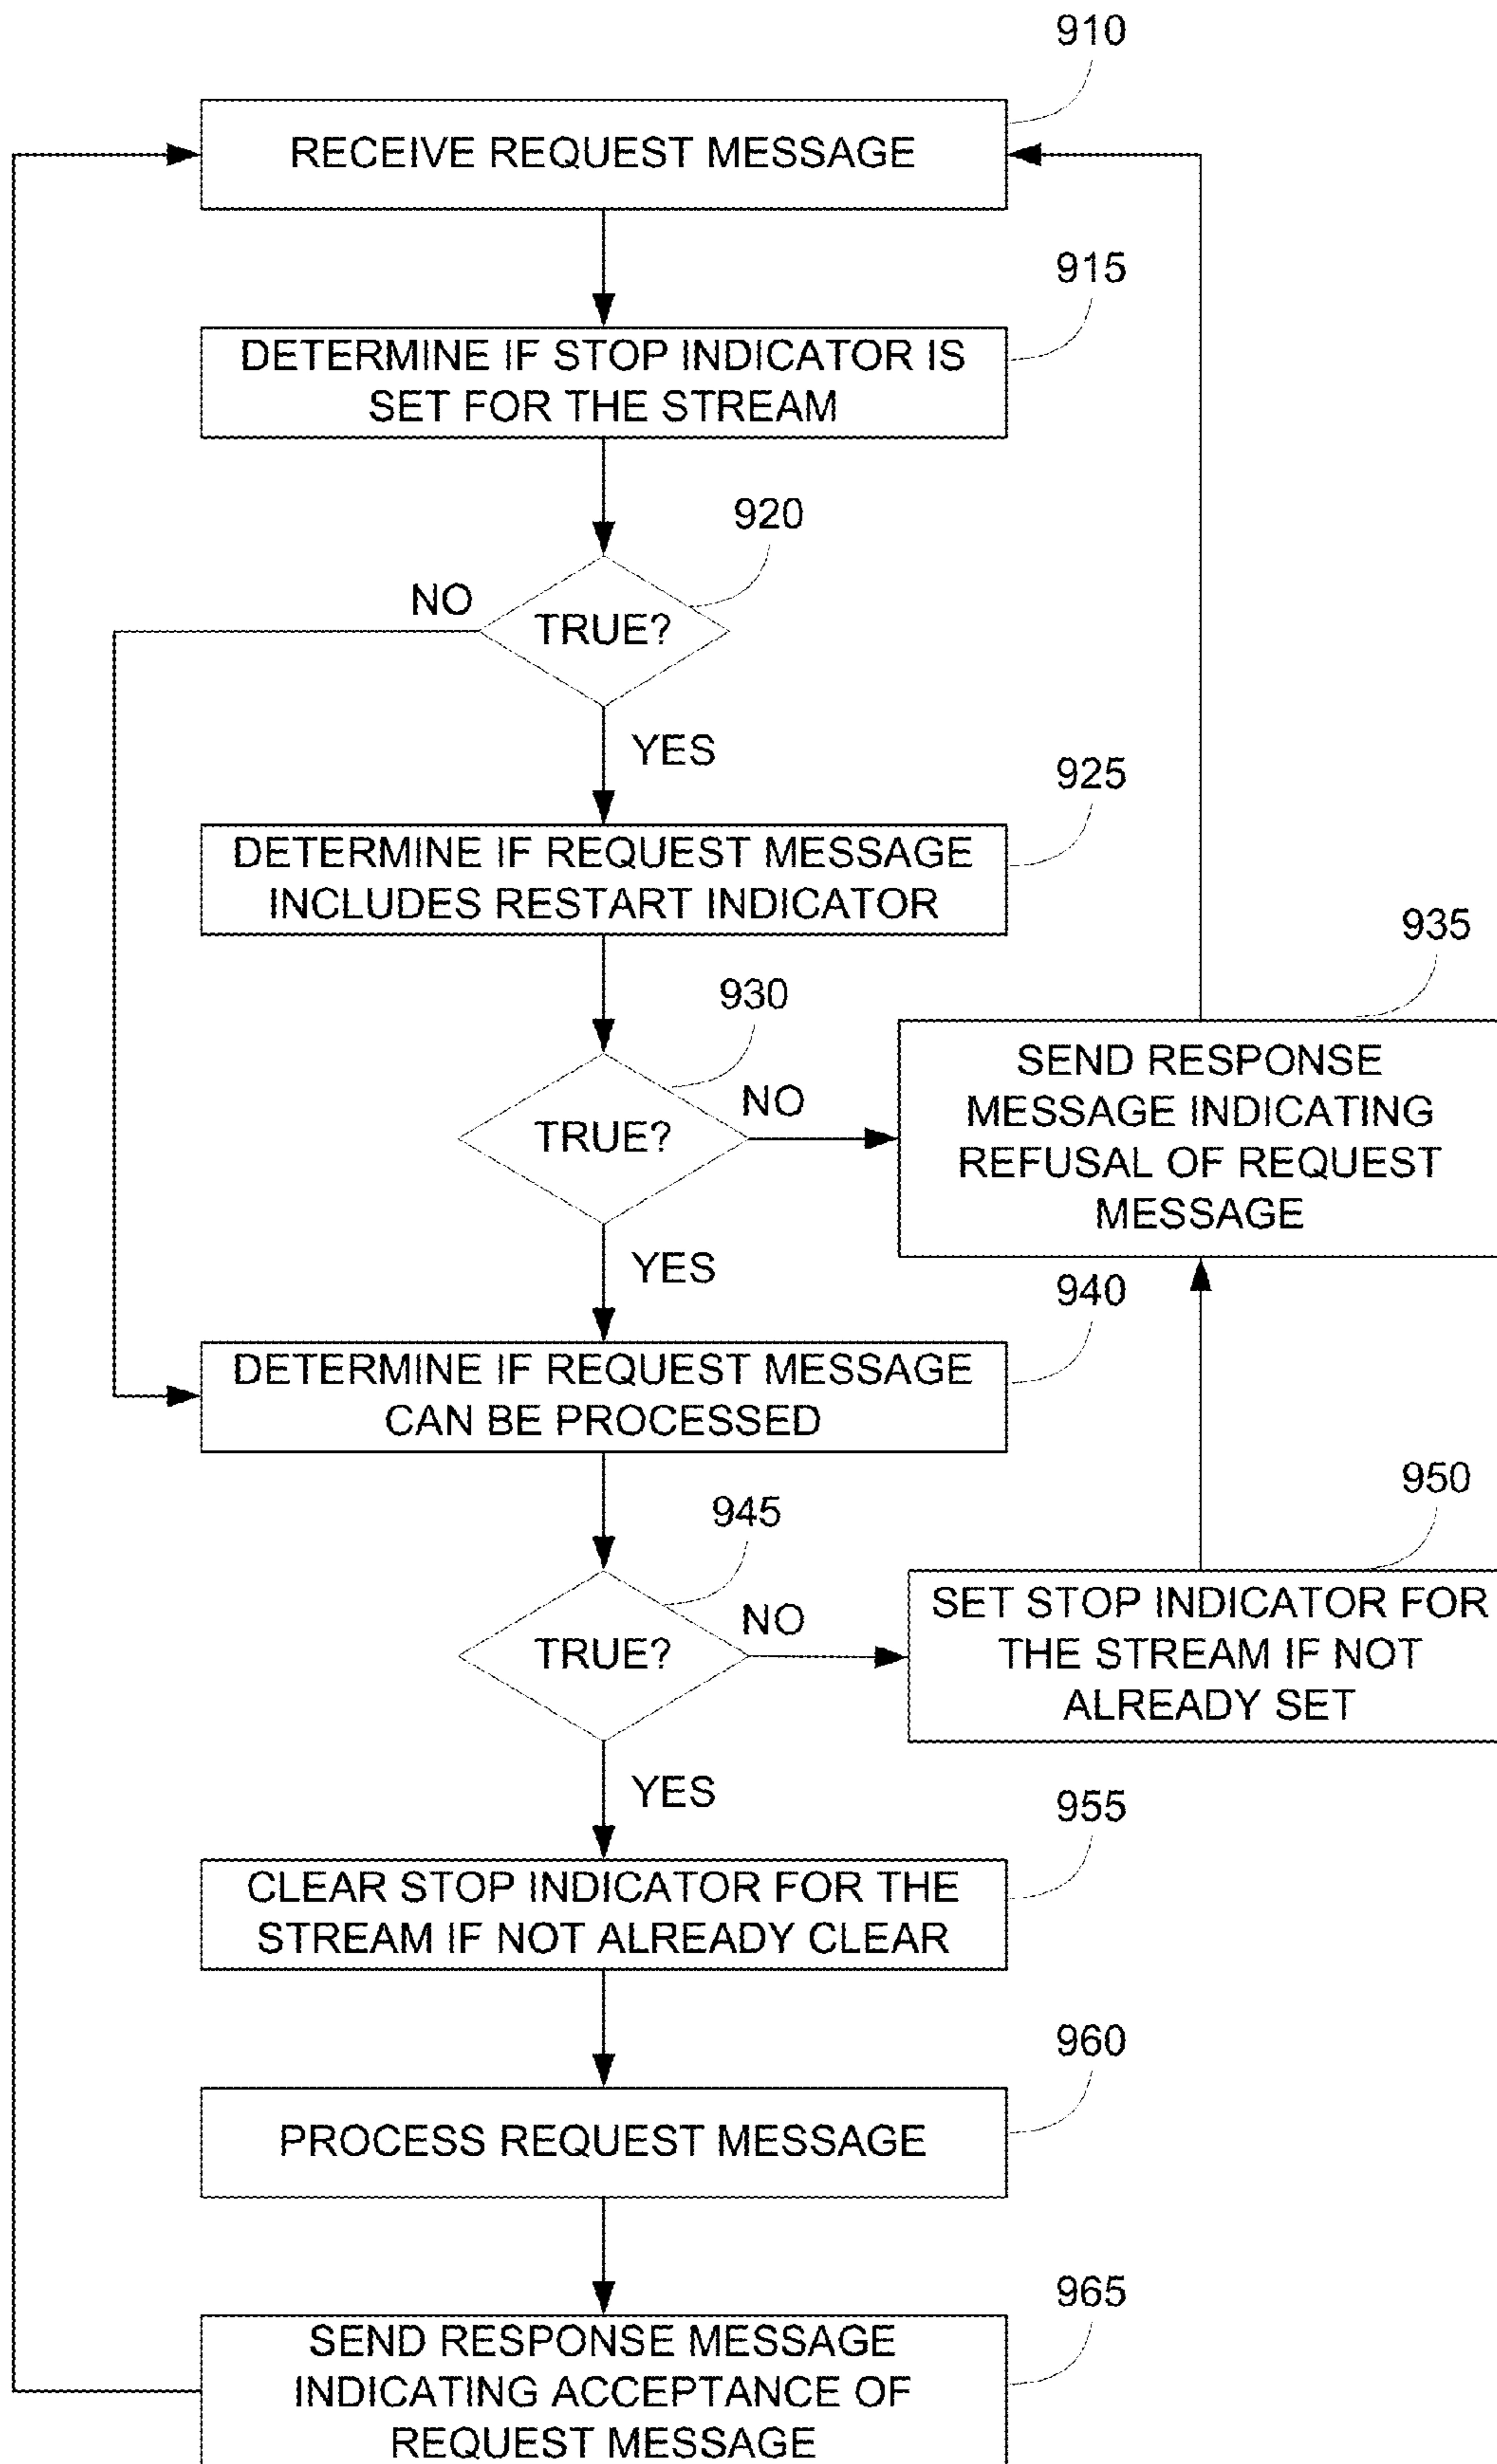 910
RECEIVE REQUEST MESSAGE
915
DETERMINE IF STOP INDICATOR IS
SET FOR THE STREAM
920
NO
TRUE?
YES
925
DETERMINE IF REQUEST MESSAGE
INCLUDES RESTART INDICATOR
930
TRUE?
NO
935
SEND RESPONSE
MESSAGE INDICATING
REFUSAL OF REQUEST
MESSAGE
YES
940
DETERMINE IF REQUEST MESSAGE
CAN BE PROCESSED
945
TRUE?
NO
950
SET STOP INDICATOR FOR
THE STREAM IF NOT
ALREADY SET
YES
955
CLEAR STOP INDICATOR FOR THE
STREAM IF NOT ALREADY CLEAR
960
PROCESS REQUEST MESSAGE
965
SEND RESPONSE MESSAGE
INDICATING ACCEPTANCE OF
REQUEST MESSAGE